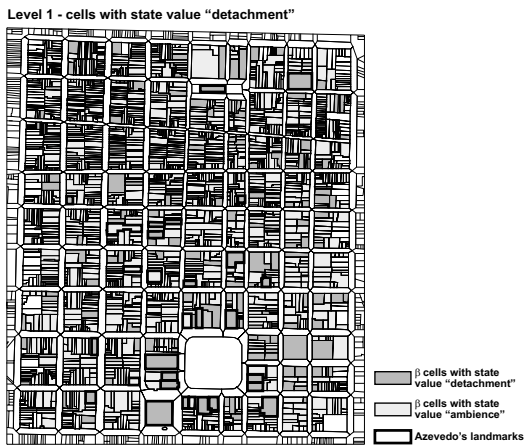 Level 1 - cells with state value “detachment”
β cells with state
value “detachment”
β cells with state
value “ambience”
Azevedo's landmarks